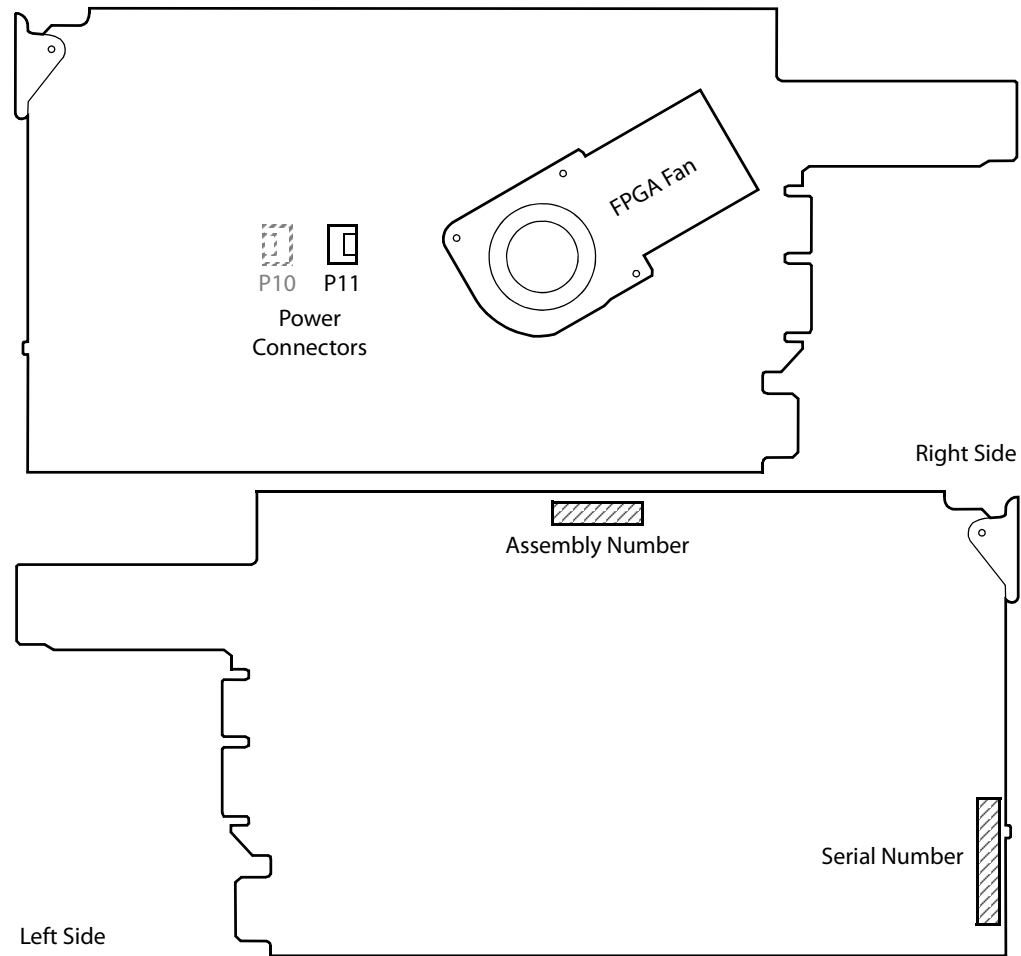 FPGA Fan
P10 P11
Power
Connectors
Right Side
Assembly Number
Serial Number
Left Side